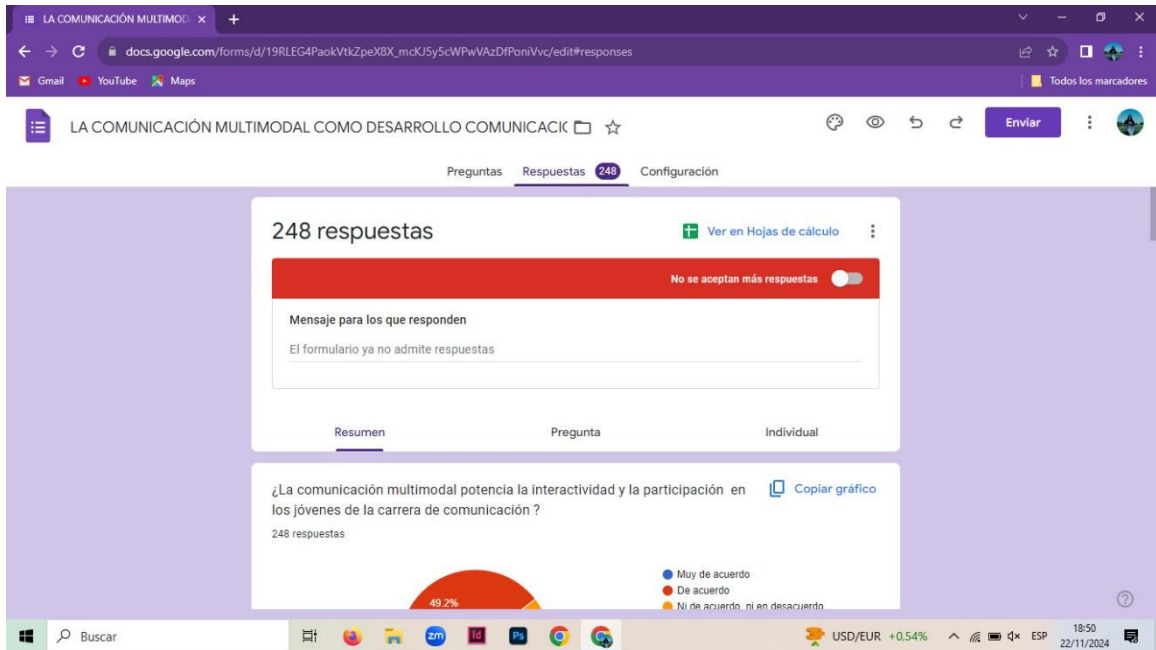 LA COMUNICACIÓN MULTIMOD
docs.google.com/forms/d/19RLEG4PaokVtkZpeX8X_mcKJ5y5cWPwVAzDfPoniVvc/edit#responses
Gmail YouTube Maps Todos los marcadores
LA COMUNICACIÓN MULTIMODAL COMO DESARROLLO COMUNICACIC Enviar
Preguntas Respuestas 248 Configuración
248 respuestas Ver en Hojas de cálculo
No se aceptan más respuestas
Mensaje para los que responden
El formulario ya no admite respuestas
Resumen Pregunta Individual
¿La comunicación multimodal potencia la interactividad y la participación en Copiar gráfico
los jóvenes de la carrera de comunicación ?
248 respuestas
Muy de acuerdo
De acuerdo
49.2% Ni de acuerdo, ni en desacuerdo
Buscar zm Id Ps USD/EUR +0,54% ESP 18:50
22/11/2024